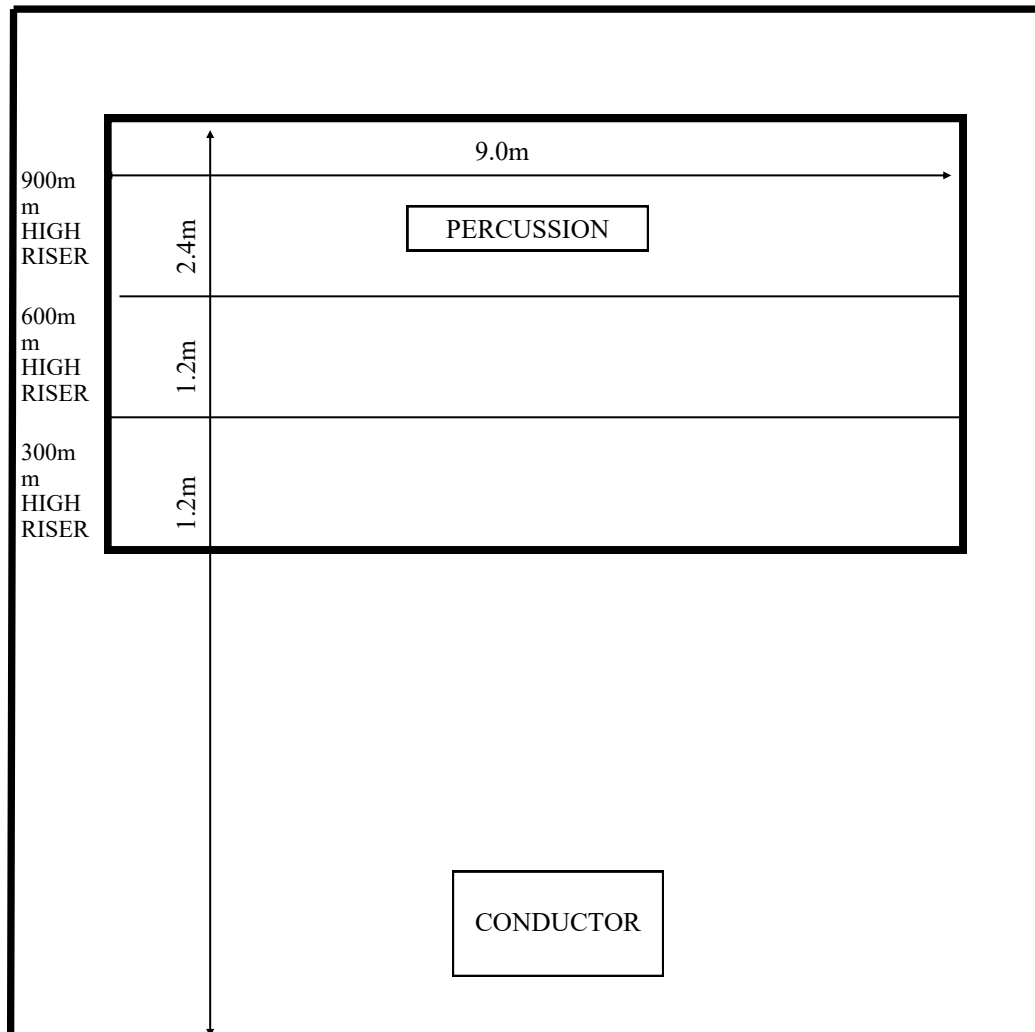 9.0m
900m
m
HIGH
RISER
2.4m
PERCUSSION
600m
m
HIGH
RISER
1.2m
300m
m
HIGH
RISER
1.2m
CONDUCTOR